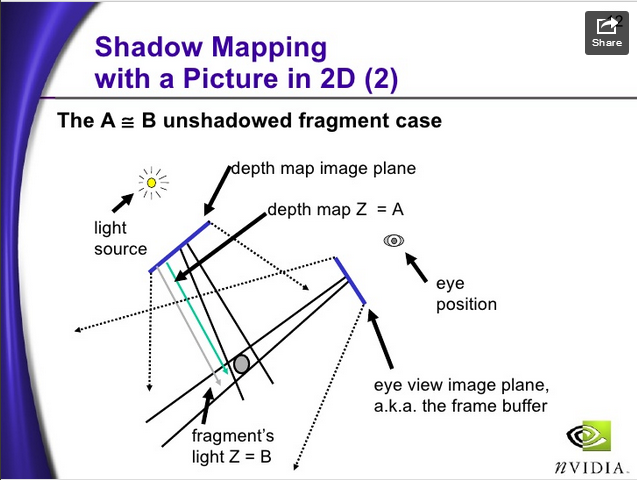 12
Share
Shadow Mapping
with a Picture in 2D (2)
The A ≅ B unshadowed fragment case
depth map image plane
depth map Z = A
light
source
eye
position
eye view image plane,
a.k.a. the frame buffer
fragment's
light Z = B
nVIDIA.